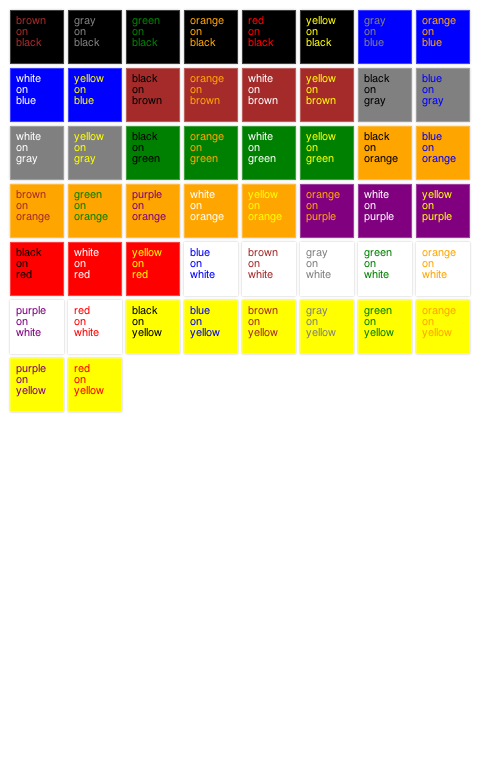 brown
on
black
gray
on
black
green
on
black
orange
on
black
red
on
black
yellow
on
black
gray
on
blue
orange
on
blue
white
on
blue
yellow
on
blue
black
on
brown
orange
on
brown
white
on
brown
yellow
on
brown
black
on
gray
blue
on
gray
white
on
gray
yellow
on
gray
black
on
green
orange
on
green
white
on
green
yellow
on
green
black
on
orange
blue
on
orange
brown
on
orange
green
on
orange
purple
on
orange
white
on
orange
yellow
on
orange
orange
on
purple
white
on
purple
yellow
on
purple
black
on
red
white
on
red
yellow
on
red
blue
on
white
brown
on
white
gray
on
white
green
on
white
orange
on
white
purple
on
white
red
on
white
black
on
yellow
blue
on
yellow
brown
on
yellow
gray
on
yellow
green
on
yellow
orange
on
yellow
purple
on
yellow
red
on
yellow